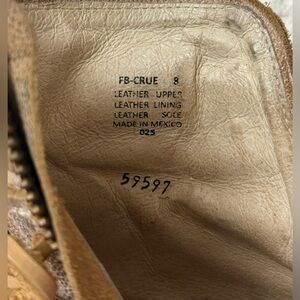 FB-CRUE 8
LEATHER UPPER
LEATHER LINING
LEATHER SOLE
MADE IN MEXICO
025
59597